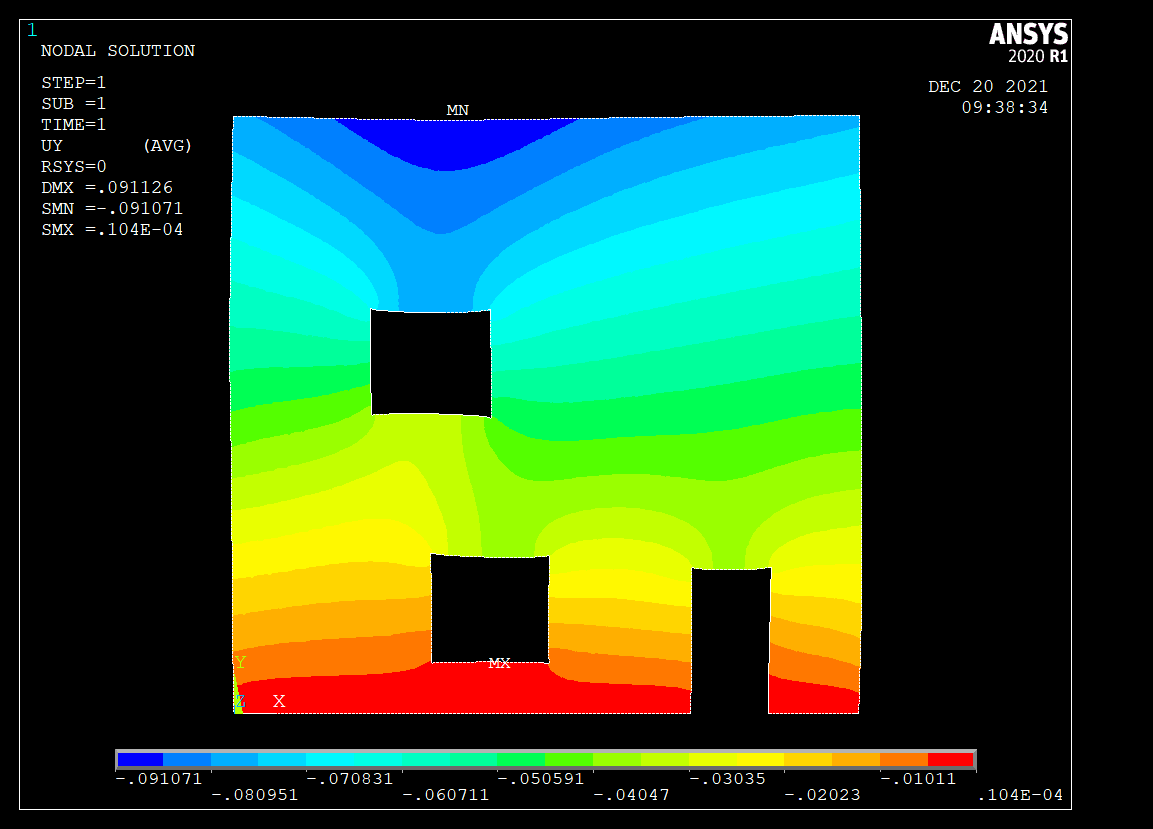 1
ANSYS
2020 R1
NODAL SOLUTION
STEP=1
SUB =1
TIME=1
UY (AVG)
RSYS=0
DMX =.091126
SMN =-.091071
SMX =.104E-04
DEC 20 2021
09:38:34
MN
MX
Y
Z X
-.091071 -.070831 -.050591 -.03035 -.01011
-.080951 -.060711 -.04047 -.02023 .104E-04